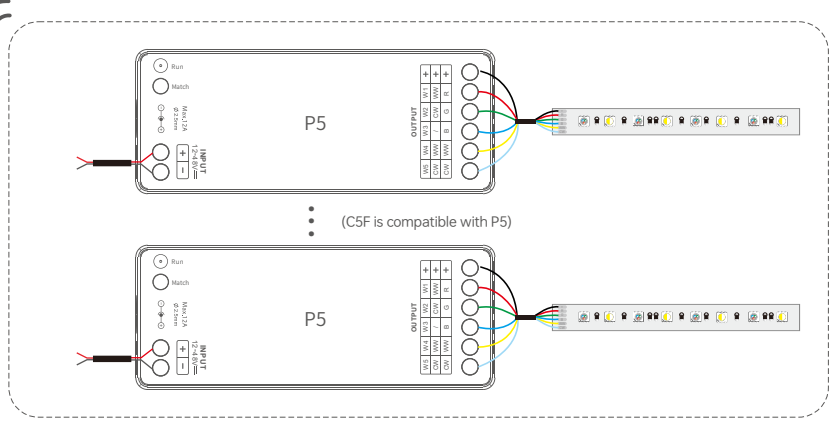 Run
Match
Max.12A
Ø 2.5mm
P5
INPUT
12~48V
+
−
OUTPUT
+ + +
W1 WW R
W2 CW G
W3 / B
W4 WW WW
W5 CW CW
(C5F is compatible with P5)
Run
Match
Max.12A
Ø 2.5mm
P5
INPUT
12~48V
+
−
OUTPUT
+ + +
W1 WW R
W2 CW G
W3 / B
W4 WW WW
W5 CW CW